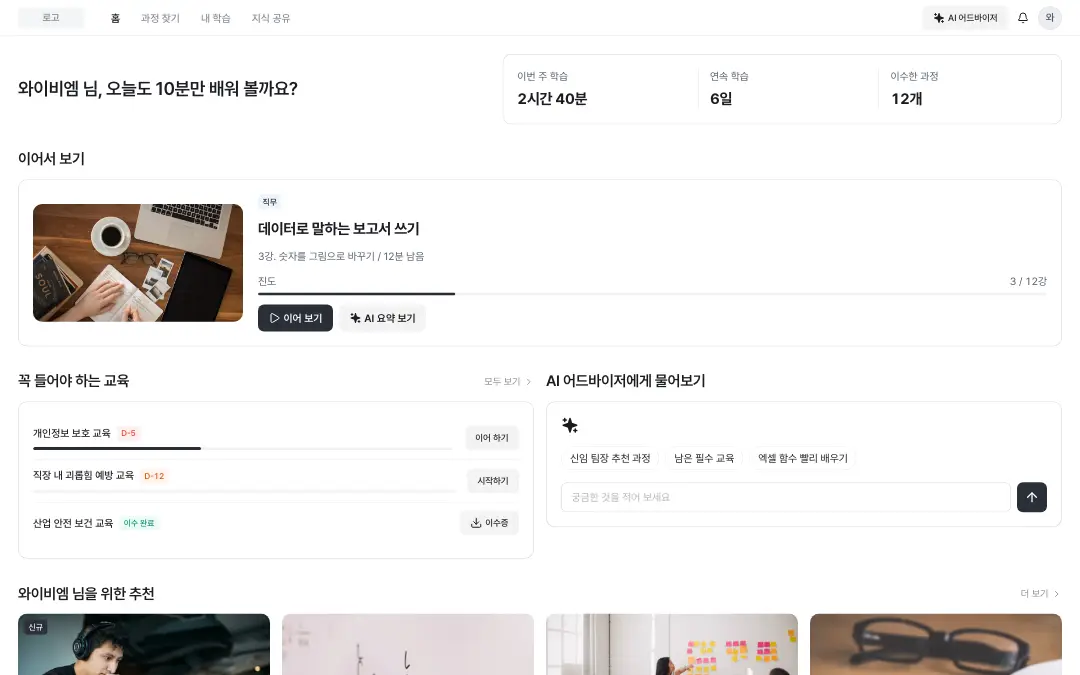 로고
홈
과정 찾기
내 학습
지식 공유
AI 어드바이저
와
와이비엠 님, 오늘도 10분만 배워 볼까요?
이번 주 학습
2시간 40분
연속 학습
6일
이수한 과정
12개
이어서 보기
SOUL
직무
데이터로 말하는 보고서 쓰기
3강. 숫자를 그림으로 바꾸기 / 12분 남음
진도
3 / 12강
이어 보기
AI 요약 보기
꼭 들어야 하는 교육
모두 보기
개인정보 보호 교육
D-5
이어 하기
직장 내 괴롭힘 예방 교육
D-12
시작하기
산업 안전 보건 교육
이수 완료
이수증
AI 어드바이저에게 물어보기
신임 팀장 추천 과정
남은 필수 교육
엑셀 함수 빨리 배우기
궁금한 것을 적어 보세요
와이비엠 님을 위한 추천
더 보기
신규